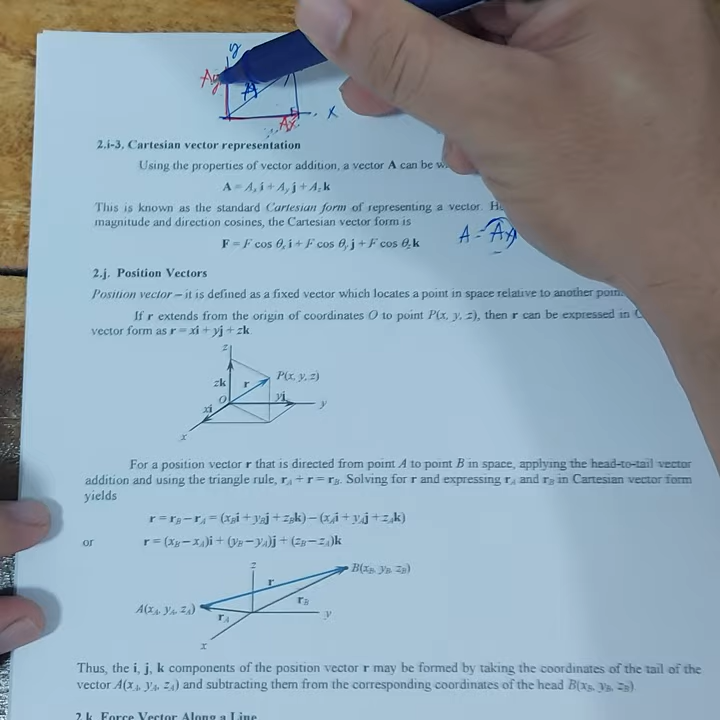 y
Ay
A
Ax
x
2.i-3. Cartesian vector representation
Using the properties of vector addition, a vector A can be
A = Aₓi + Aᵧj + A_zk
This is known as the standard Cartesian form of representing a vector.
magnitude and direction cosines, the Cartesian vector form is
F = F cos θₓi + F cos θᵧj + F cos θ_zk
A = Ax
2.j. Position Vectors
Position vector – it is defined as a fixed vector which locates a point in space relative to another
If r extends from the origin of coordinates O to point P(x, y, z), then r can be expressed in
vector form as r = xi + yj + zk
z
P(x, y, z)
zk
r
O
yj
y
xi
x
For a position vector r that is directed from point A to point B in space, applying the head-to-tail vector
addition and using the triangle rule, r_A + r = r_B. Solving for r and expressing r_A and r_B in Cartesian vector form
yields
r = r_B – r_A = (x_Bi + y_Bj + z_Bk) – (x_Ai + y_Aj + z_Ak)
or r = (x_B – x_A)i + (y_B – y_A)j + (z_B – z_A)k
z
B(x_B, y_B, z_B)
r
A(x_A, y_A, z_A)
r_B
r_A
y
x
Thus, the i, j, k components of the position vector r may be formed by taking the coordinates of the tail of the
vector A(x_A, y_A, z_A) and subtracting them from the corresponding coordinates of the head B(x_B, y_B, z_B)
2.k. Force Vector Along a Line